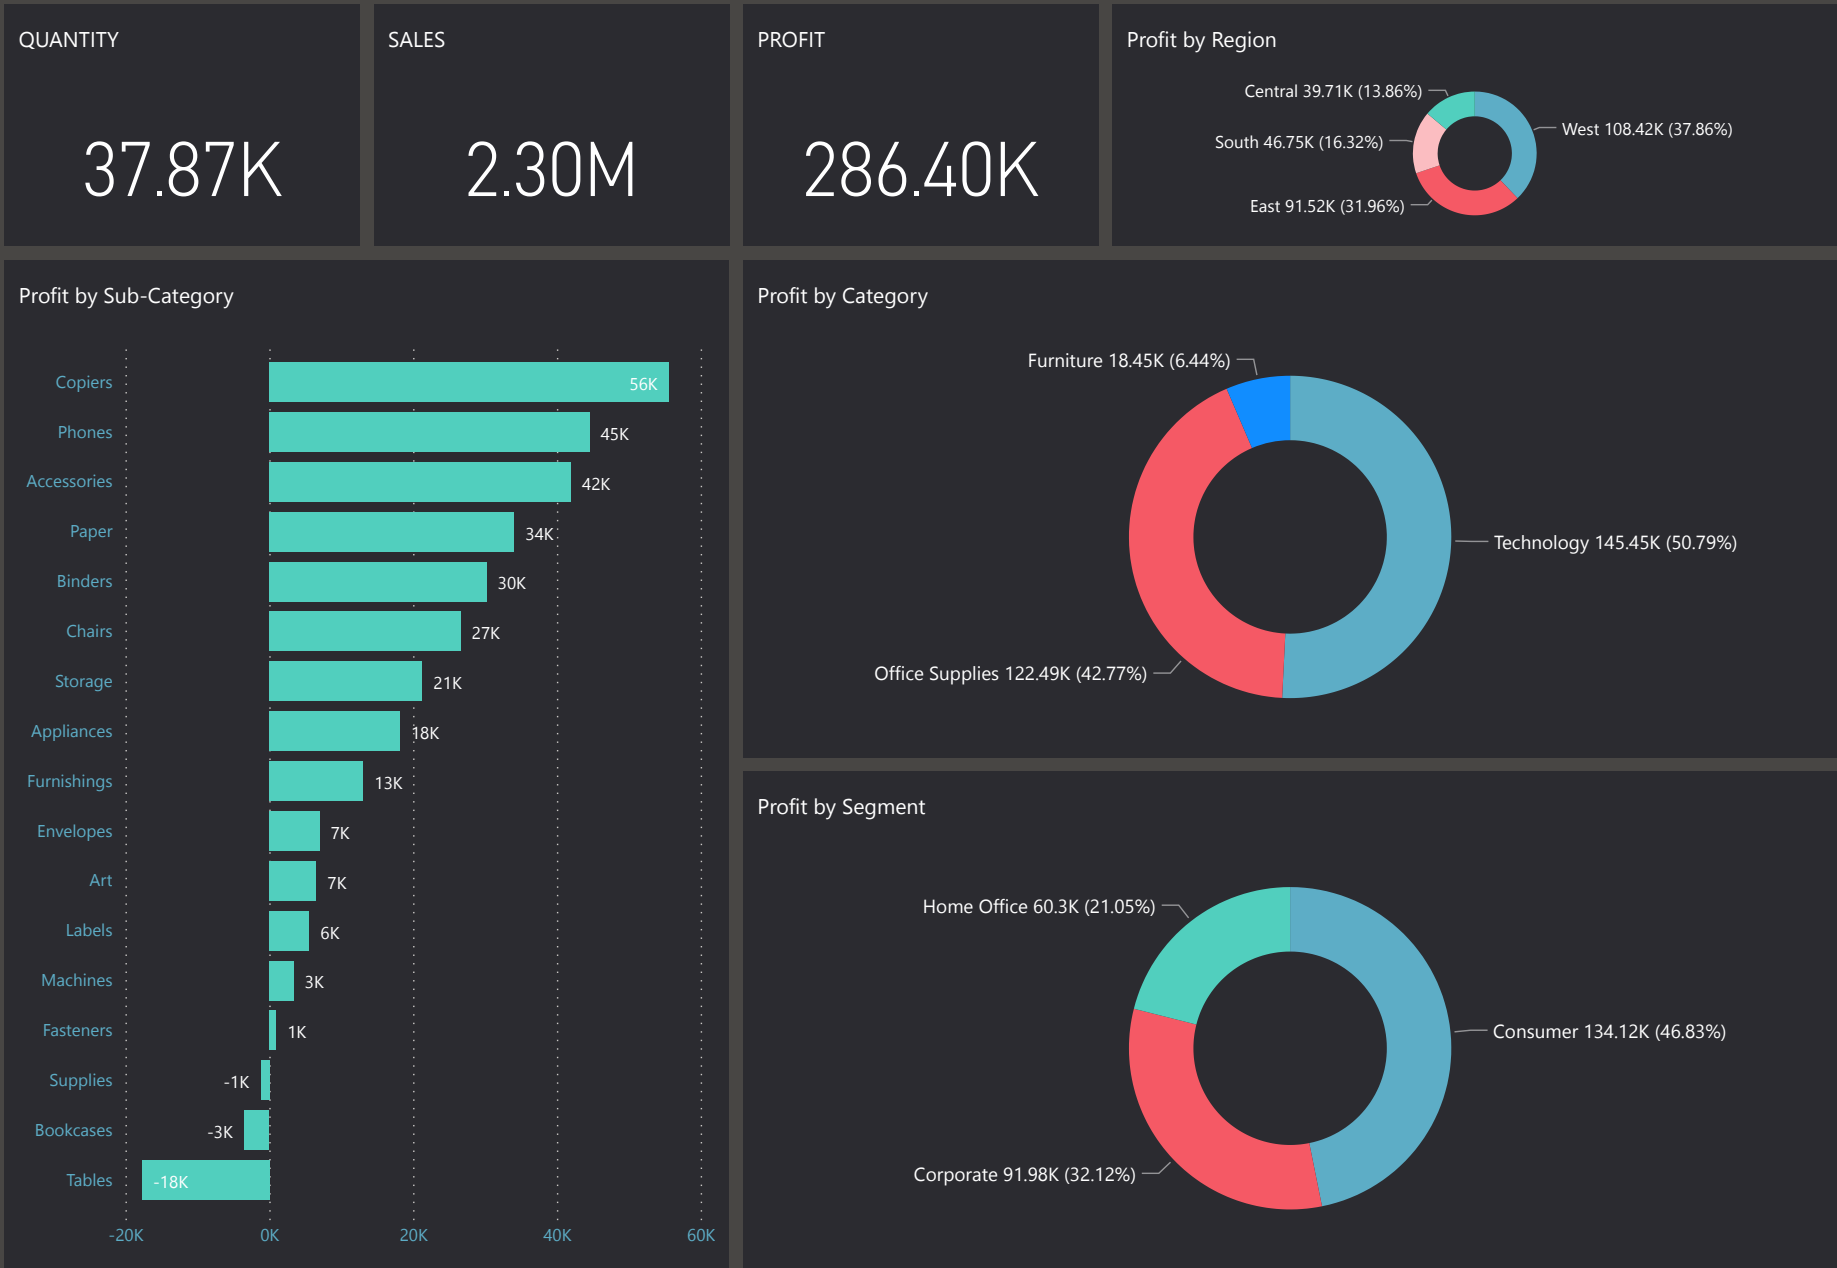 QUANTITY
37.87K
SALES
2.30M
PROFIT
286.40K
Profit by Region
Central 39.71K (13.86%)
West 108.42K (37.86%)
South 46.75K (16.32%)
East 91.52K (31.96%)
Profit by Sub-Category
Copiers 56K
Phones 45K
Accessories 42K
Paper 34K
Binders 30K
Chairs 27K
Storage 21K
Appliances 18K
Furnishings 13K
Envelopes 7K
Art 7K
Labels 6K
Machines 3K
Fasteners 1K
Supplies -1K
Bookcases -3K
Tables -18K
-20K 0K 20K 40K 60K
Profit by Category
Furniture 18.45K (6.44%)
Technology 145.45K (50.79%)
Office Supplies 122.49K (42.77%)
Profit by Segment
Home Office 60.3K (21.05%)
Consumer 134.12K (46.83%)
Corporate 91.98K (32.12%)